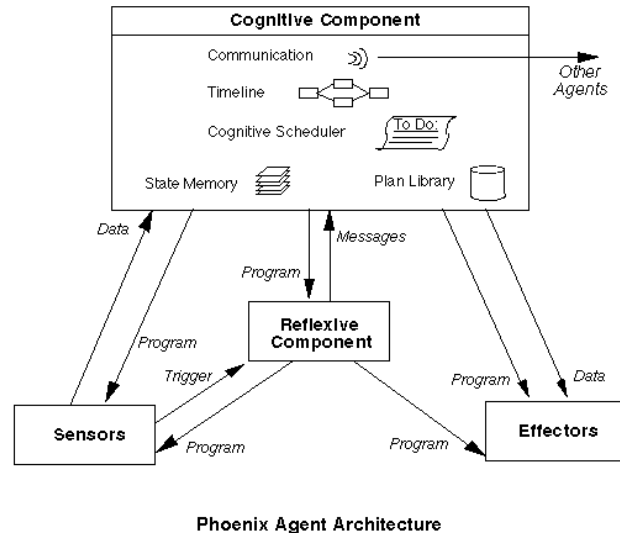 Cognitive Component
Communication
Other
Agents
Timeline
Cognitive Scheduler
To Do:
State Memory
Plan Library
Data
Messages
Program
Reflexive
Component
Program
Trigger
Program
Data
Sensors
Program
Program
Effectors
Phoenix Agent Architecture